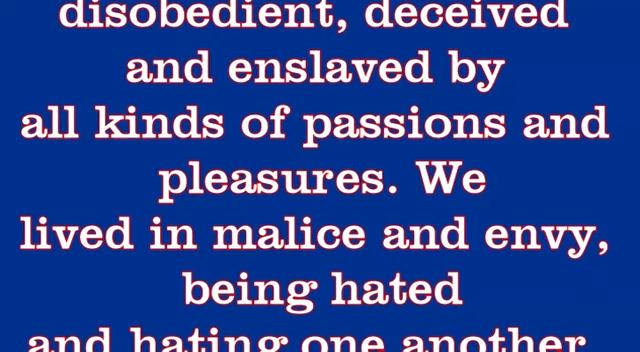 disobedient, deceived
and enslaved by
all kinds of passions and
pleasures. We
lived in malice and envy,
being hated
and hating one another